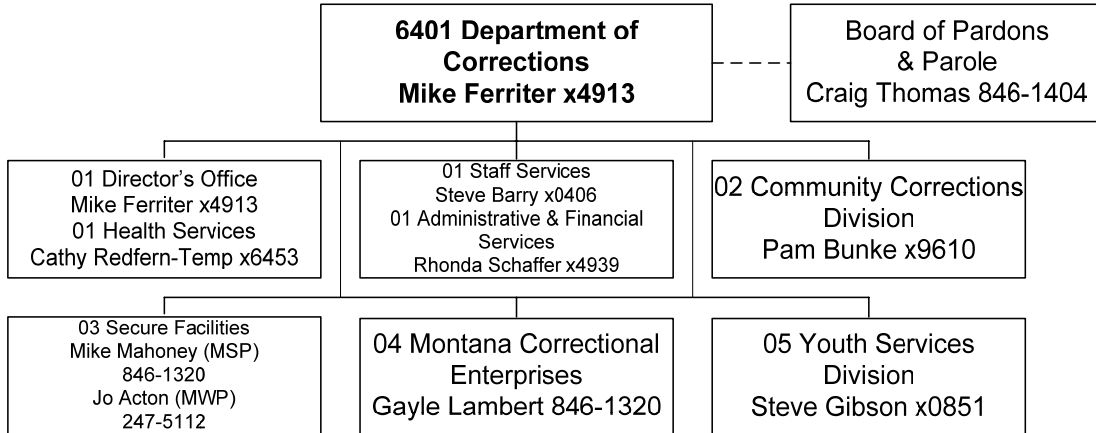 6401 Department of
Corrections
Mike Ferriter x4913
Board of Pardons
& Parole
Craig Thomas 846-1404
01 Director's Office
Mike Ferriter x4913
01 Health Services
Cathy Redfern-Temp x6453
01 Staff Services
Steve Barry x0406
01 Administrative & Financial
Services
Rhonda Schaffer x4939
02 Community Corrections
Division
Pam Bunke x9610
03 Secure Facilities
Mike Mahoney (MSP)
846-1320
Jo Acton (MWP)
247-5112
04 Montana Correctional
Enterprises
Gayle Lambert 846-1320
05 Youth Services
Division
Steve Gibson x0851